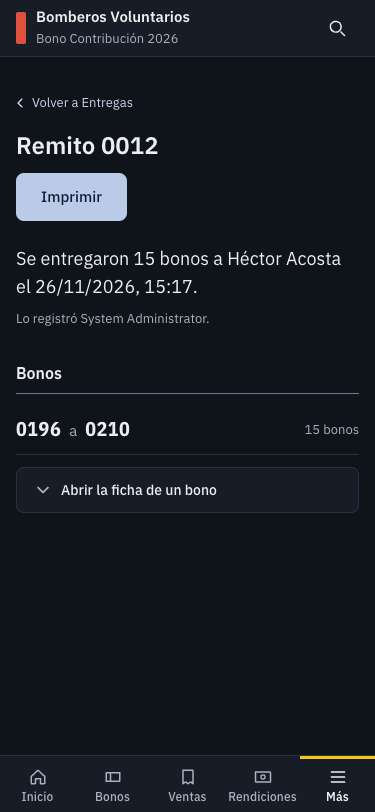 Bomberos Voluntarios
Bono Contribución 2026
Volver a Entregas
Remito 0012
Imprimir
Se entregaron 15 bonos a Héctor Acosta
el 26/11/2026, 15:17.
Lo registró System Administrator.
Bonos
0196 a 0210 15 bonos
Abrir la ficha de un bono
Inicio Bonos Ventas Rendiciones Más